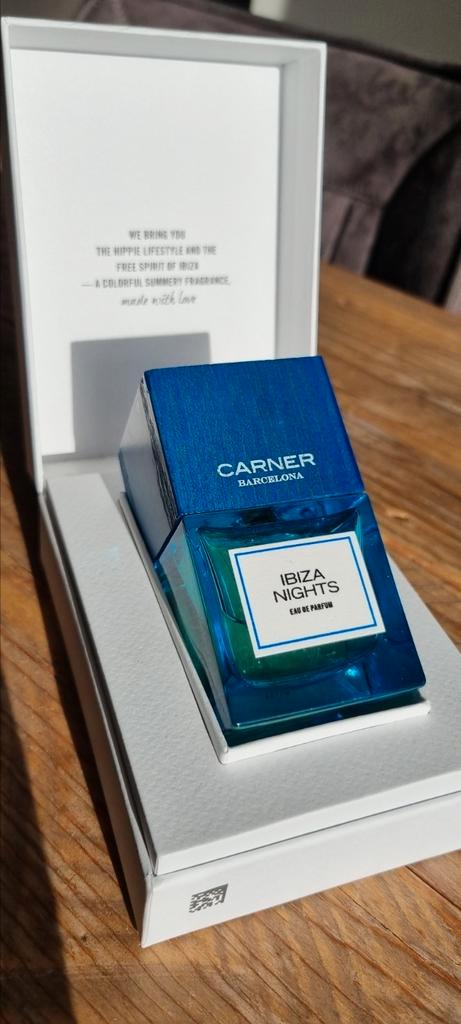 WE BRING YOU
THE HIPPIE LIFESTYLE AND THE
FREE SPIRIT OF IBIZA
— A COLORFUL SUMMERY FRAGRANCE,
made with love
CARNER
BARCELONA
IBIZA
NIGHTS
EAU DE PARFUM